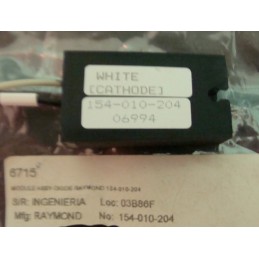 WHITE
[CATHODE]
154-010-204
06994
6715
MODULE ASSY DIODE RAYMOND 154-010-204
S/R: INGENIERIA Loc: 03B86F
Mfg: RAYMOND No: 154-010-204